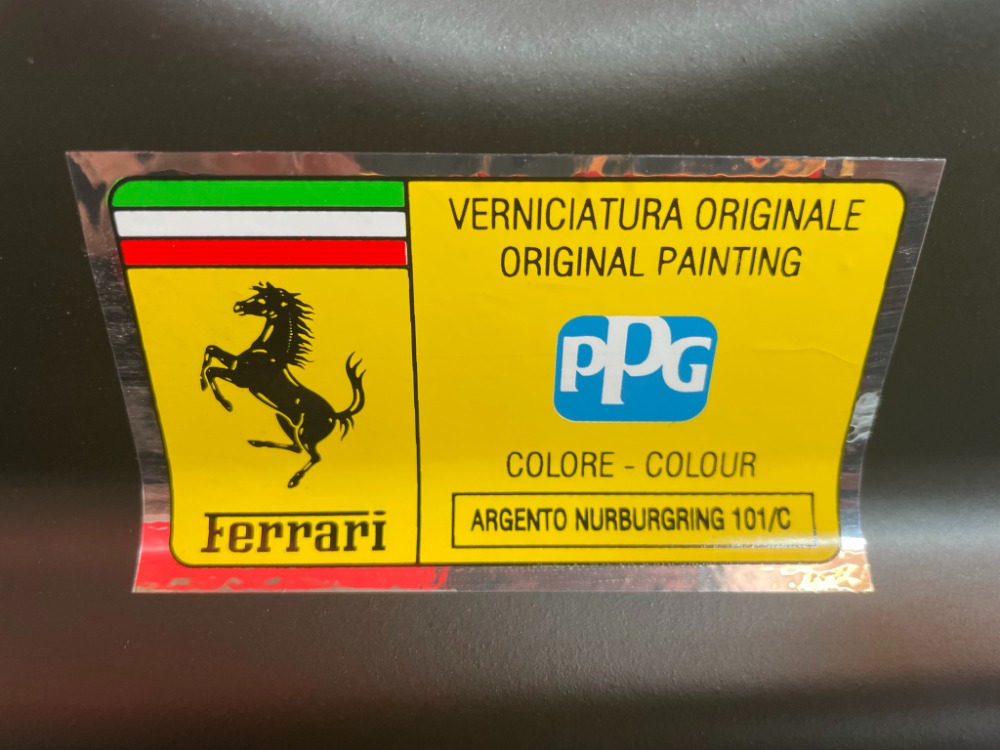 VERNICIATURA ORIGINALE
ORIGINAL PAINTING
PPG
COLORE - COLOUR
ARGENTO NURBURGRING 101/C
Ferrari